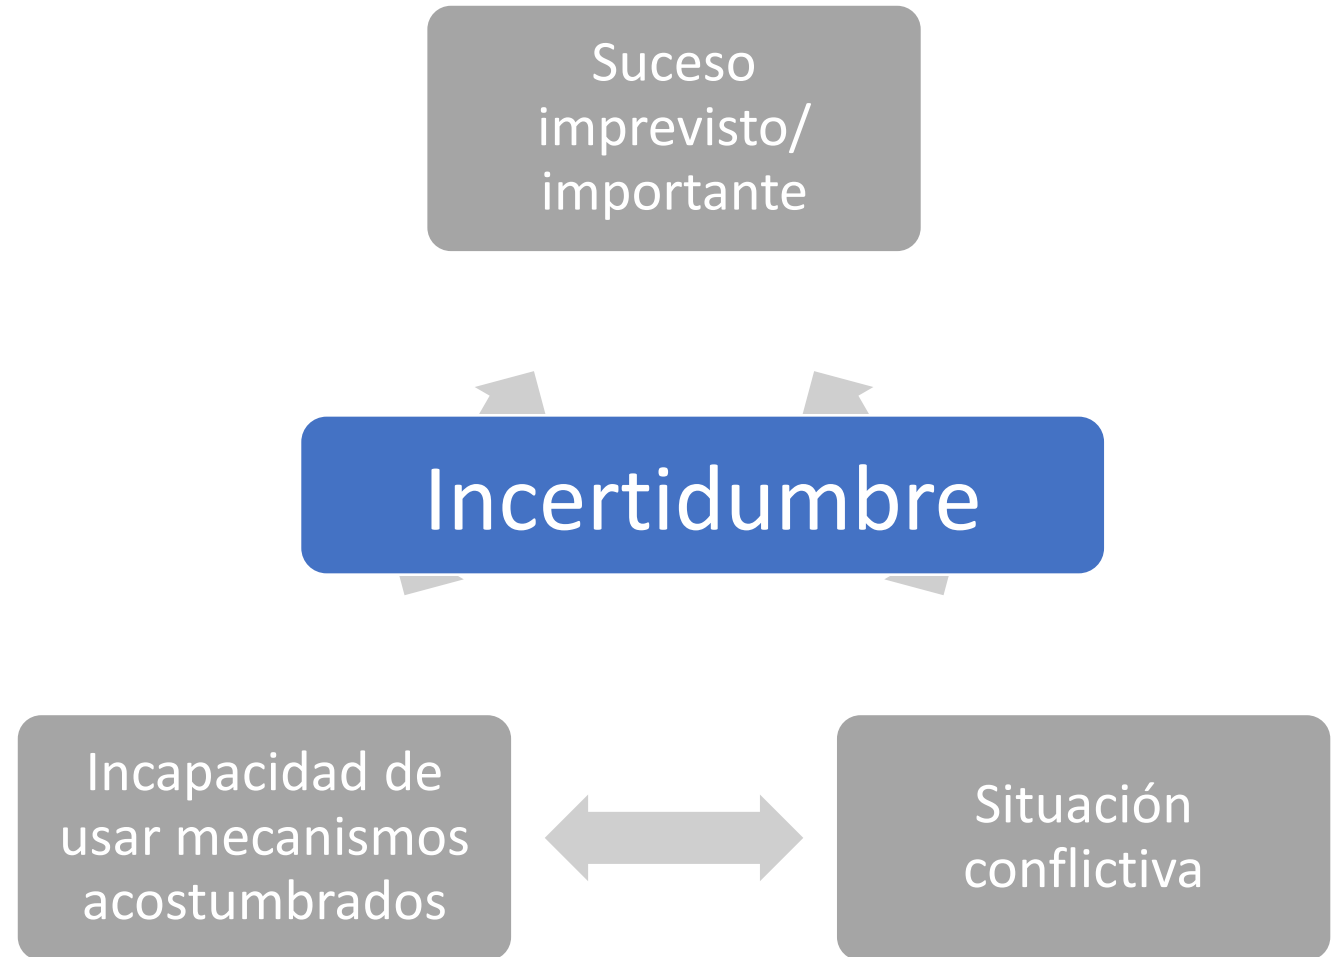 Suceso
imprevisto/
importante
Incertidumbre
Incapacidad de
usar mecanismos
acostumbrados
Situación
conflictiva